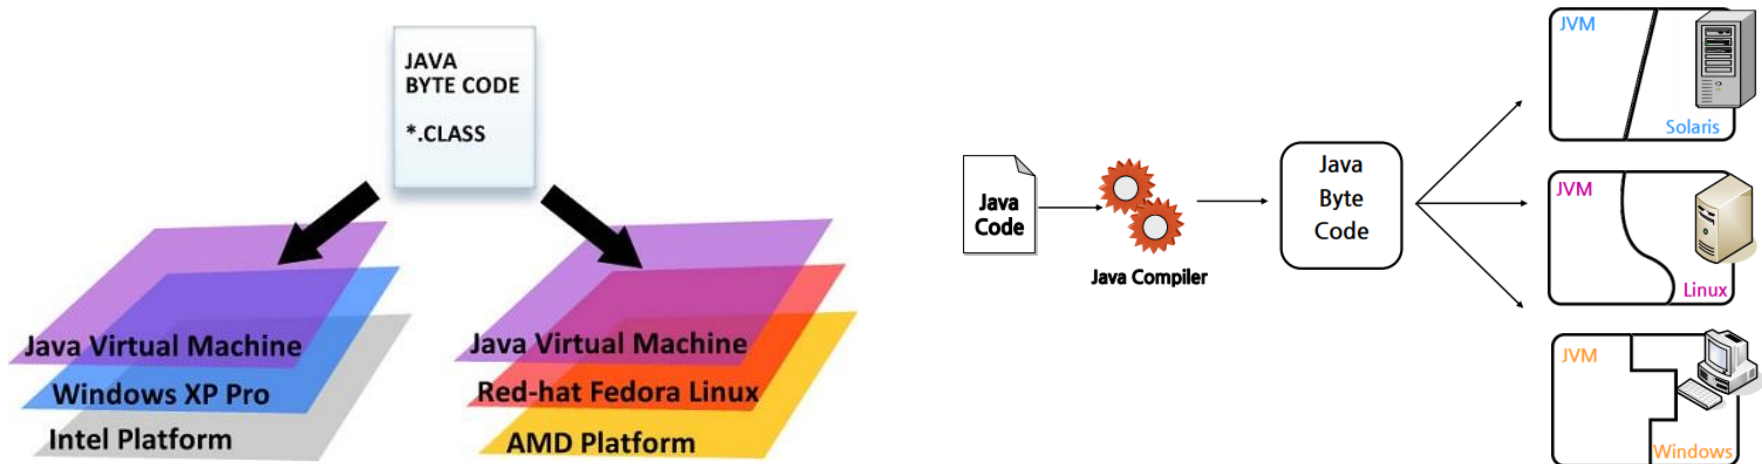 JAVA
BYTE CODE
*.CLASS
Java Virtual Machine
Windows XP Pro
Intel Platform
Java Virtual Machine
Red-hat Fedora Linux
AMD Platform
Java
Code
Java Compiler
Java
Byte
Code
JVM
Solaris
JVM
Linux
JVM
Windows